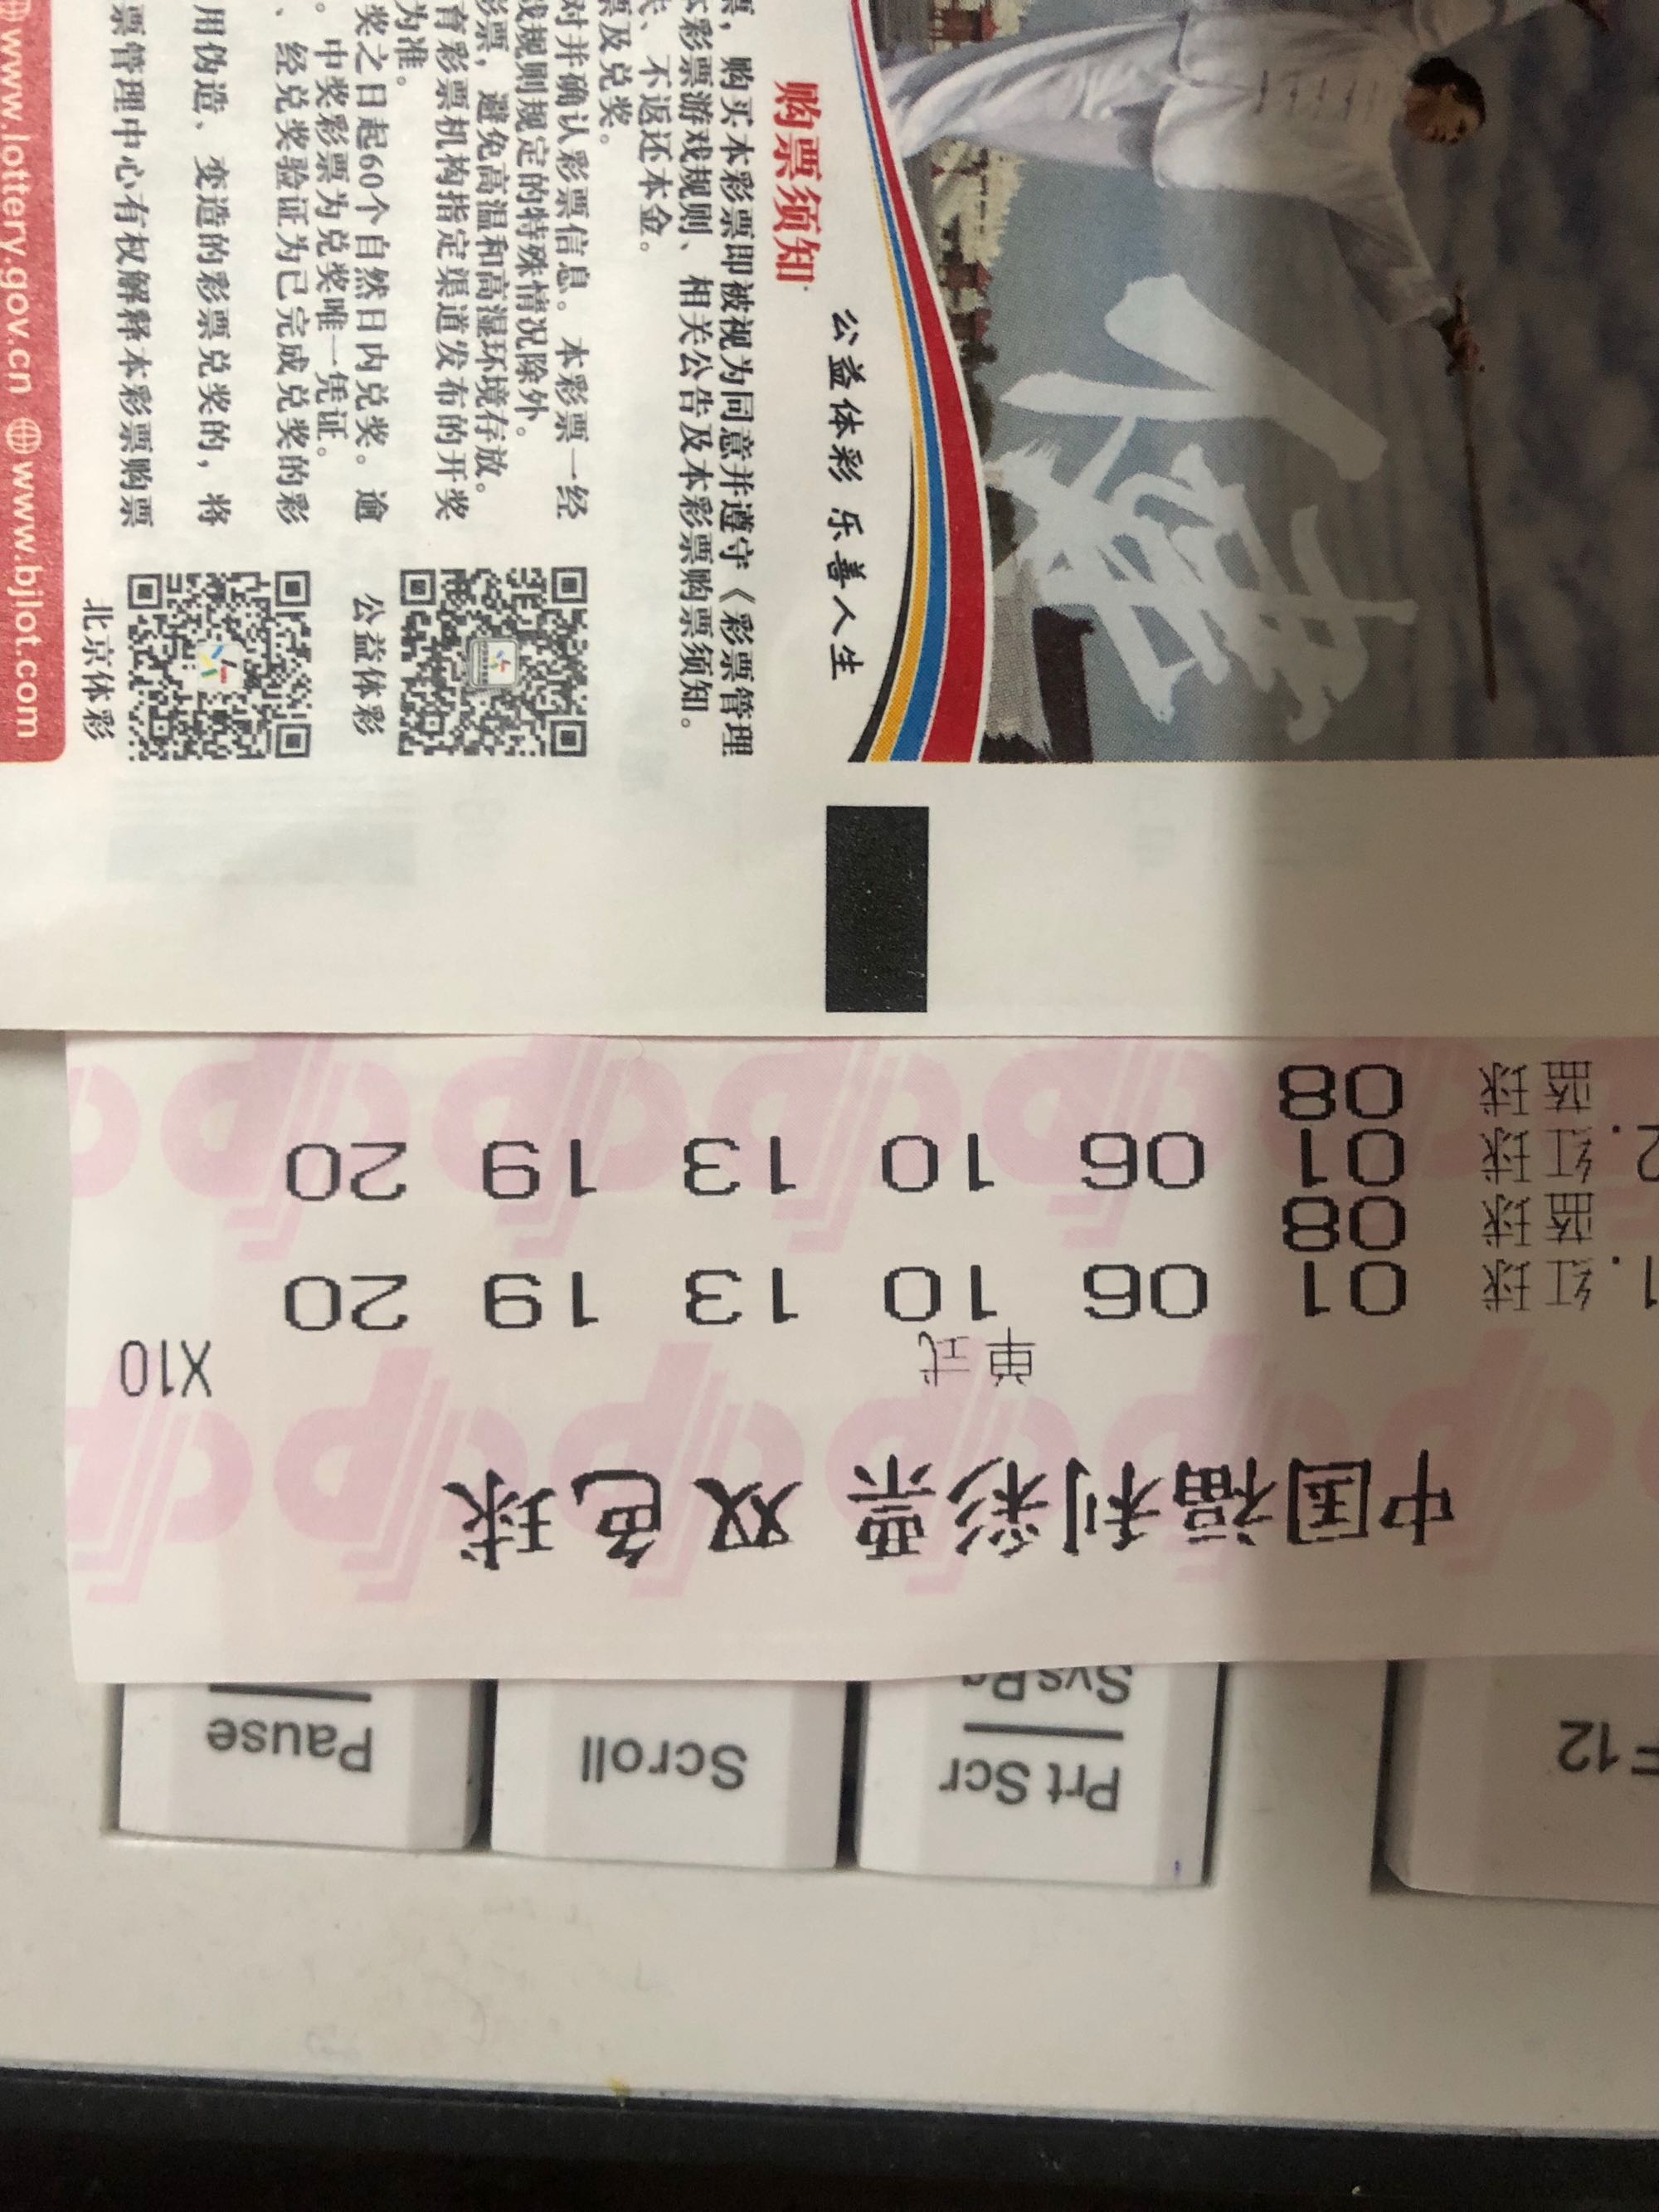 购票须知
票，购买本彩票即被视为同意并遵守《彩票管理
本彩票游戏规则、相关公告及本彩票购票须知。
、不返还本金。
票及兑奖。
对并确认彩票信息。本彩票一经
戏规则规定的特殊情况除外。
彩票，避免高温和高湿环境存放。
育彩票机构指定渠道发布的开奖
为准。
奖之日起60个自然日内兑奖。逾
。中奖彩票为兑奖唯一凭证。
、经兑奖验证为已完成兑奖的彩
用伪造、变造的彩票兑奖的，将
票管理中心有权解释本彩票购票
公益体彩 乐善人生
公益体彩
北京体彩
www.lottery.gov.cn www.bjlot.com
中国福利彩票 双色球
单式 X10
1. 红球 01 06 10 13 19 20
蓝球 08
2. 红球 01 06 10 13 19 20
蓝球 08
F12
Prt Scr
Scroll
Pause